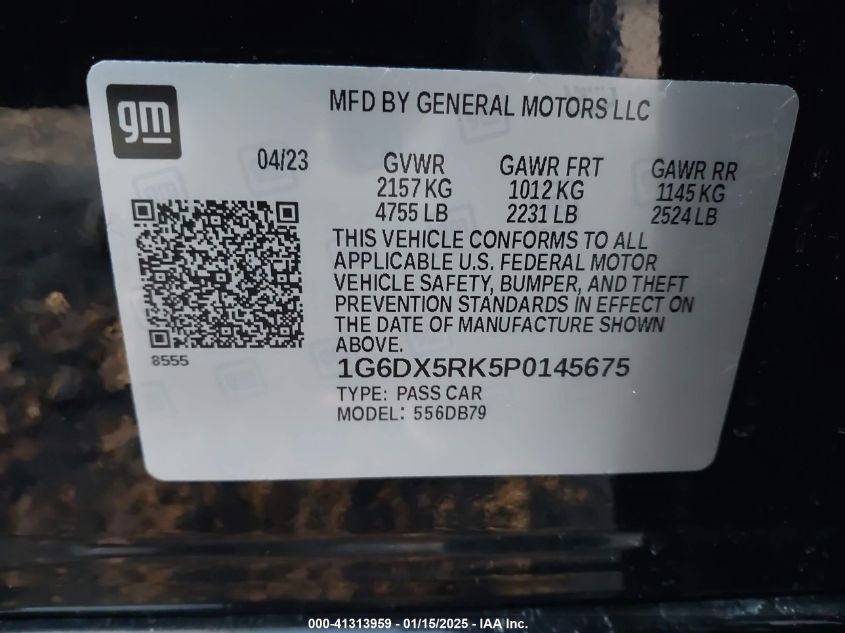 gm
MFD BY GENERAL MOTORS LLC
04/23
GVWR GAWR FRT GAWR RR
2157 KG 1012 KG 1145 KG
4755 LB 2231 LB 2524 LB
THIS VEHICLE CONFORMS TO ALL
APPLICABLE U.S. FEDERAL MOTOR
VEHICLE SAFETY, BUMPER, AND THEFT
PREVENTION STANDARDS IN EFFECT ON
THE DATE OF MANUFACTURE SHOWN
ABOVE.
8555
1G6DX5RK5P0145675
TYPE: PASS CAR
MODEL: 556DB79
000-41313959 - 01/15/2025 - IAA Inc.